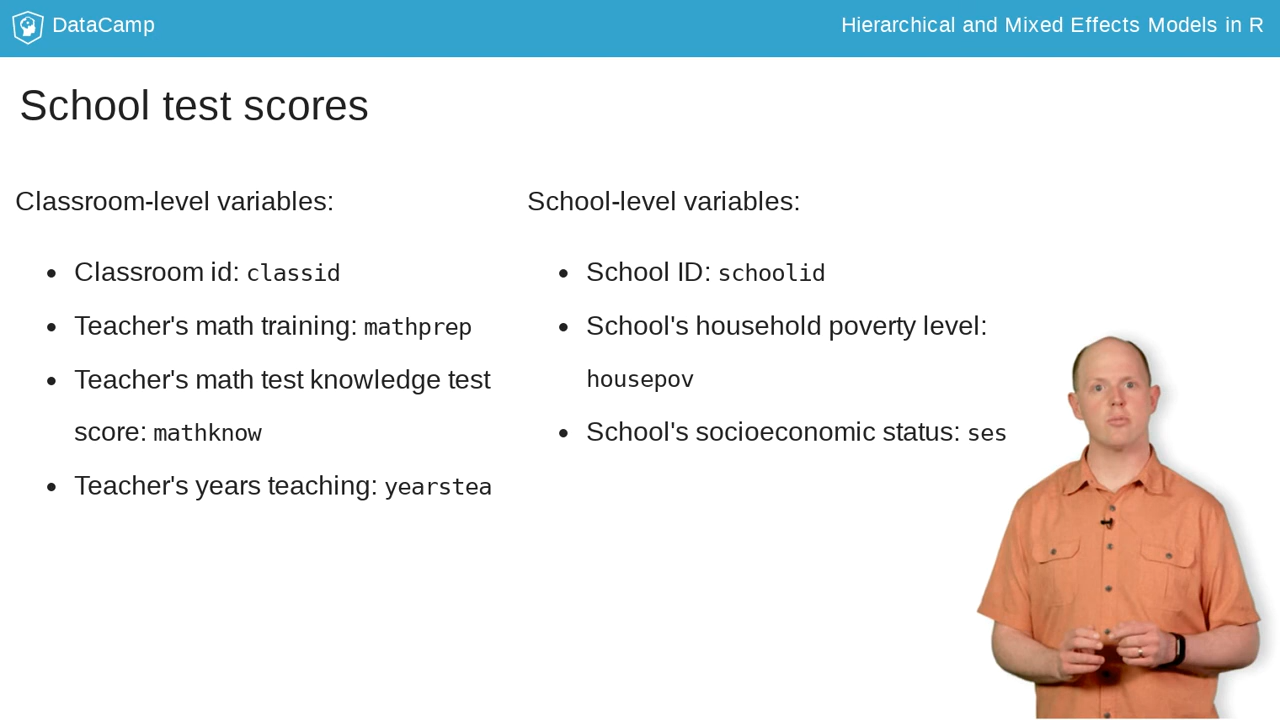 DataCamp
Hierarchical and Mixed Effects Models in R
School test scores
Classroom-level variables:
• Classroom id: classid
• Teacher's math training: mathprep
• Teacher's math test knowledge test
score: mathknow
• Teacher's years teaching: yearstea
School-level variables:
• School ID: schoolid
• School's household poverty level:
housepov
• School's socioeconomic status: ses